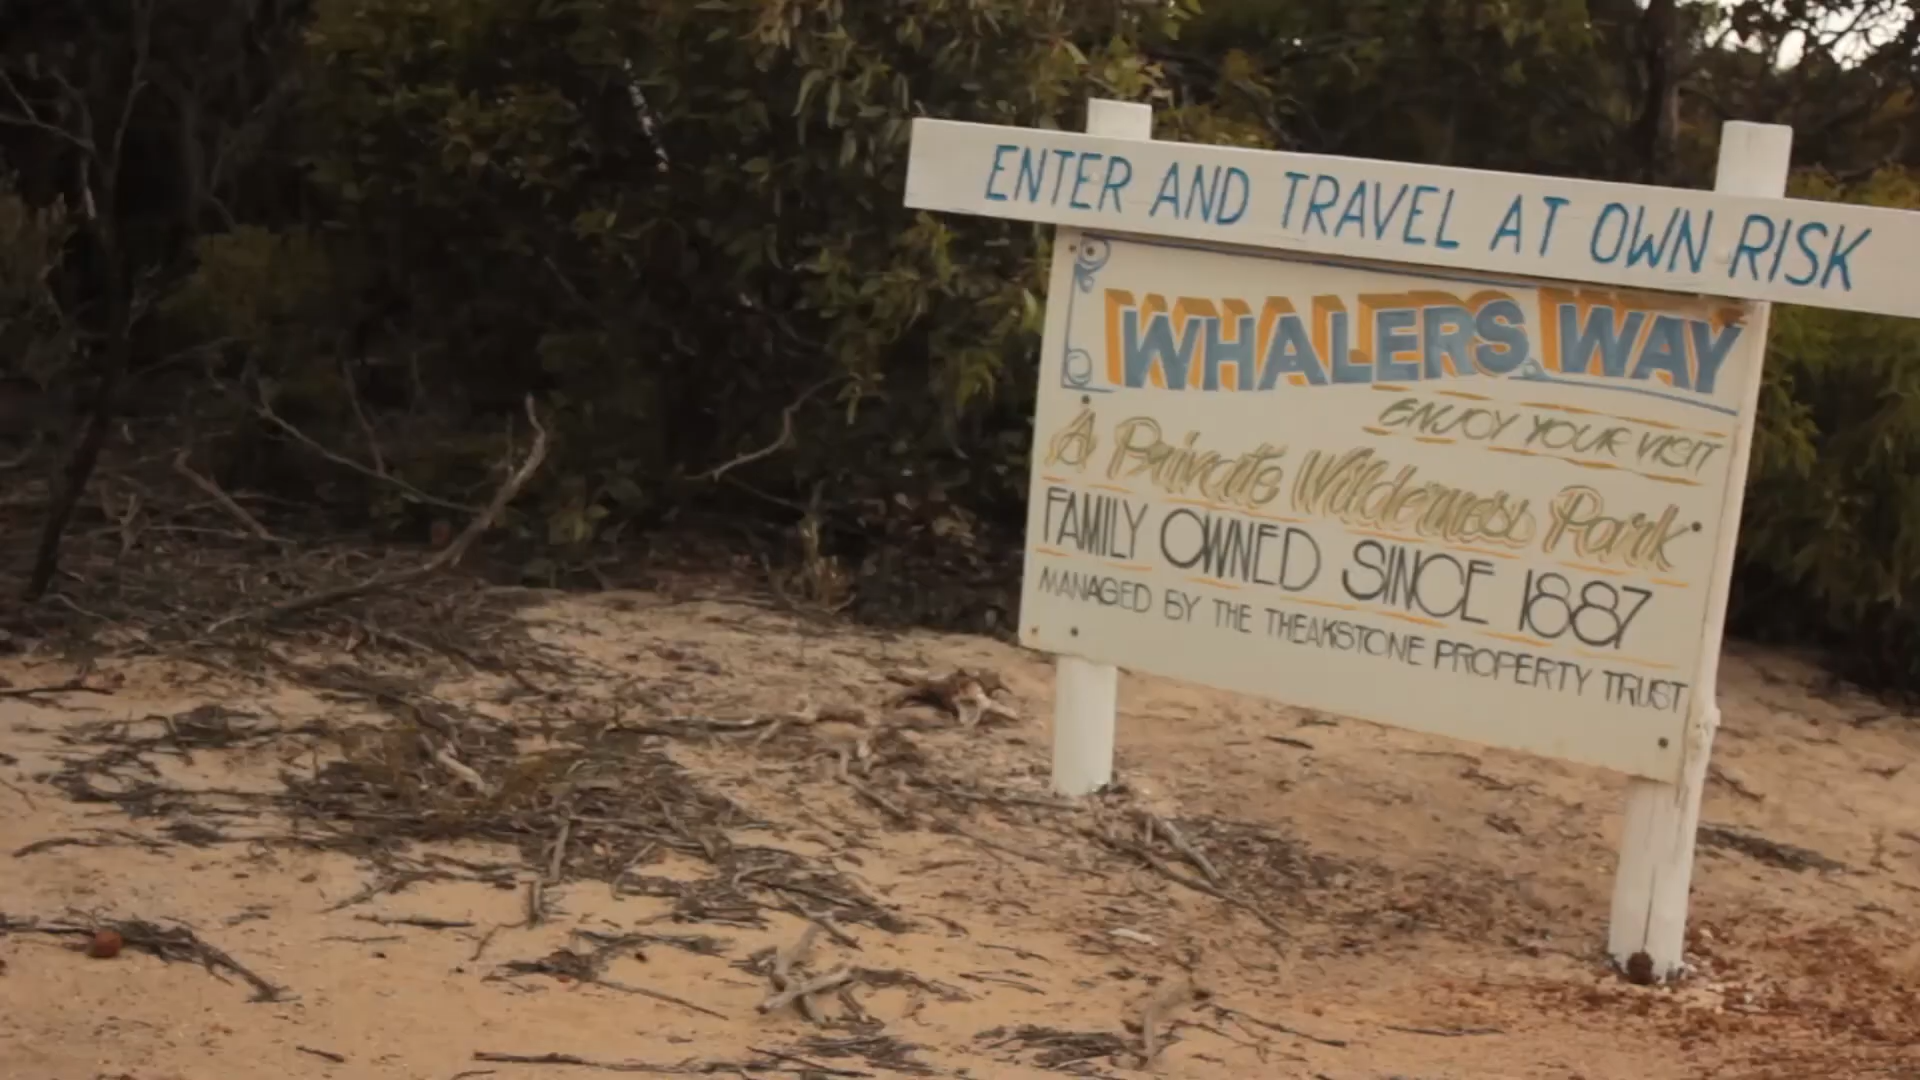 ENTER AND TRAVEL AT OWN RISK
WHALERS WAY
ENJOY YOUR VISIT
A Private Wilderness Park
FAMILY OWNED SINCE 1887
MANAGED BY THE THEAKSTONE PROPERTY TRUST